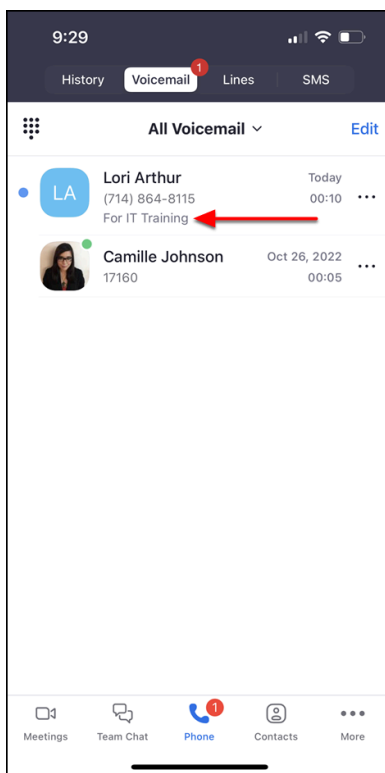 9:29
History Voicemail 1 Lines SMS
All Voicemail Edit
LA Lori Arthur Today
(714) 864-8115 00:10
For IT Training
Camille Johnson Oct 26, 2022
17160 00:05
1
Meetings Team Chat Phone Contacts More